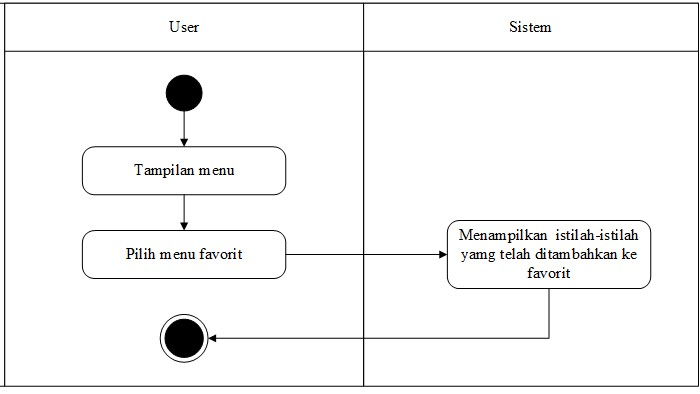 User
Sistem
Tampilan menu
Pilih menu favorit
Menampilkan istilah-istilah
yamg telah ditambahkan ke
favorit